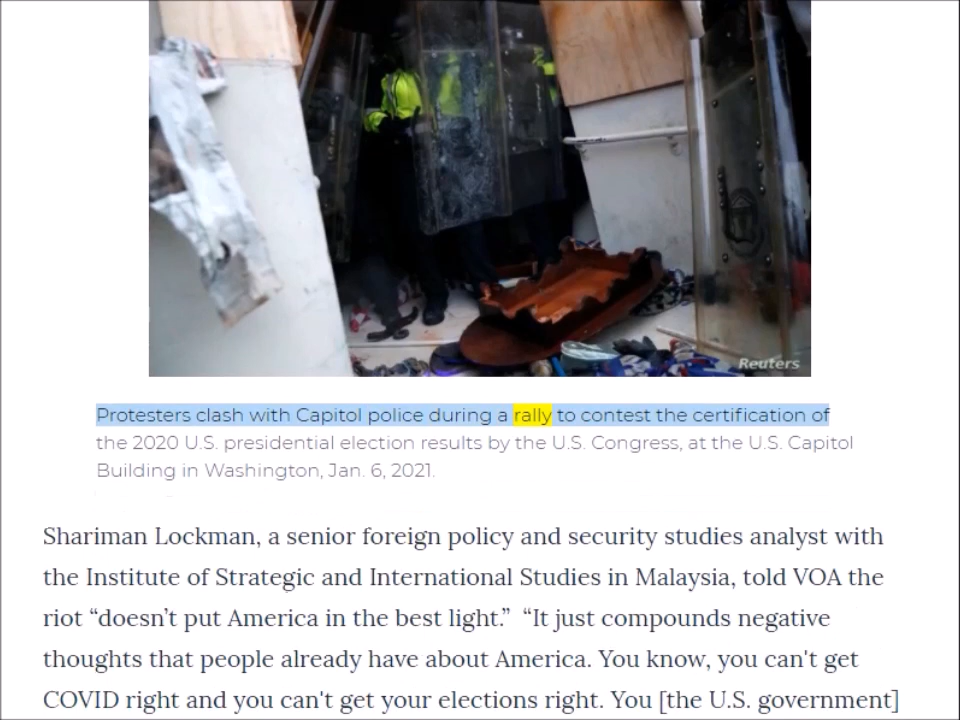 Reuters
Protesters clash with Capitol police during a rally to contest the certification of
the 2020 U.S. presidential election results by the U.S. Congress, at the U.S. Capitol
Building in Washington, Jan. 6, 2021.
Shariman Lockman, a senior foreign policy and security studies analyst with
the Institute of Strategic and International Studies in Malaysia, told VOA the
riot “doesn’t put America in the best light.”  “It just compounds negative
thoughts that people already have about America. You know, you can't get
COVID right and you can't get your elections right. You [the U.S. government]